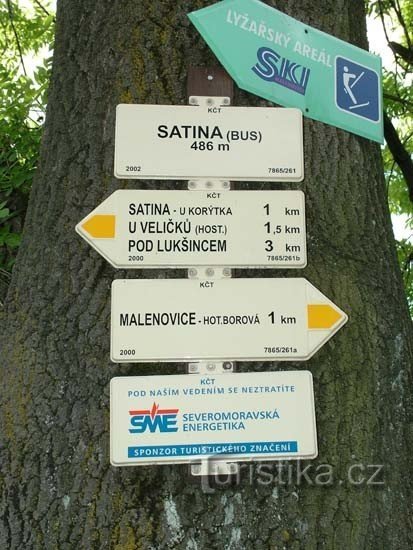 LYŽAŘSKÝ AREÁL
SKI
KČT
SATINA (BUS)
486 m
2002 7865/261
KČT
SATINA - U KORÝTKA 1 km
U VELIČKŮ (HOST.) 1,5 km
POD LUKŠINCEM 3 km
2000 7865/261b
KČT
MALENOVICE - HOT.BOROVÁ 1 km
2000 7865/261a
KČT
POD NAŠÍM VEDENÍM SE NEZTRATÍTE
SME SEVEROMORAVSKÁ
ENERGETIKA
SPONZOR TURISTICKÉHO ZNAČENÍ
Turistika.cz